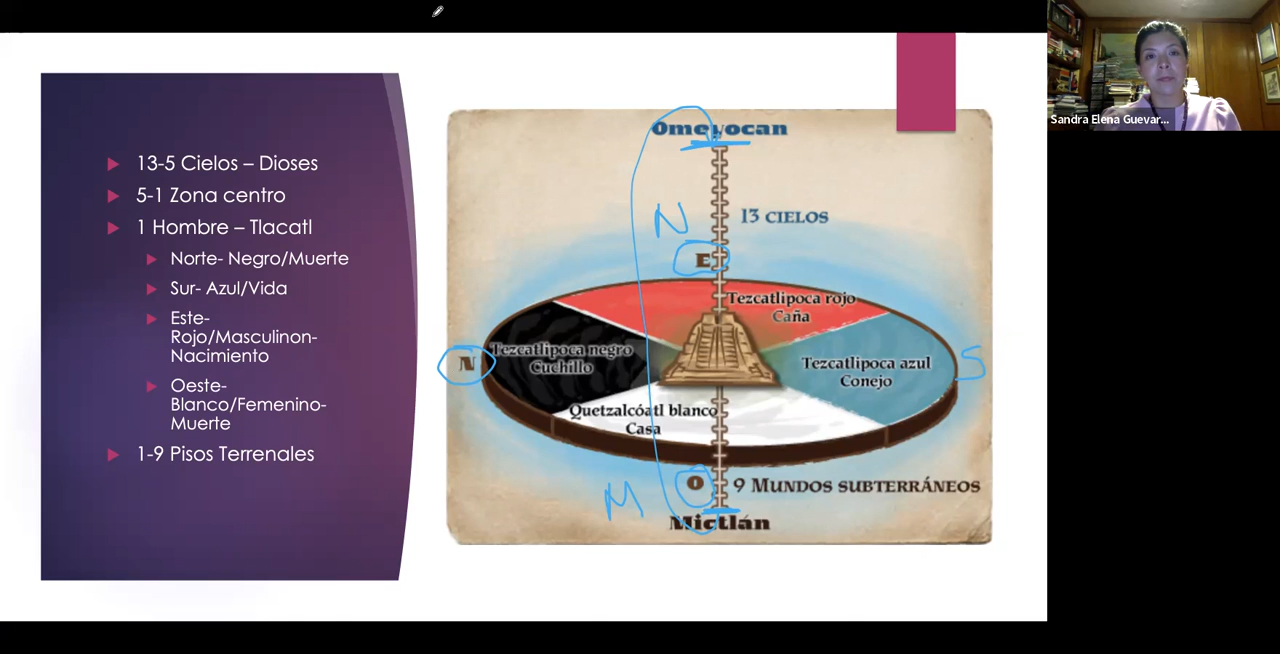 13-5 Cielos – Dioses
5-1 Zona centro
1 Hombre – Tlacatl
Norte- Negro/Muerte
Sur- Azul/Vida
Este-
Rojo/Masculinon-
Nacimiento
Oeste-
Blanco/Femenino-
Muerte
1-9 Pisos Terrenales
Omeyocan
N
13 CIELOS
E
Tezcatlipoca rojo
Caña
N
Tezcatlipoca negro
Cuchillo
Tezcatlipoca azul
Conejo
S
Quetzalcóatl blanco
Casa
M
O
9 MUNDOS SUBTERRÁNEOS
Mictlán
Sandra Elena Guevar...